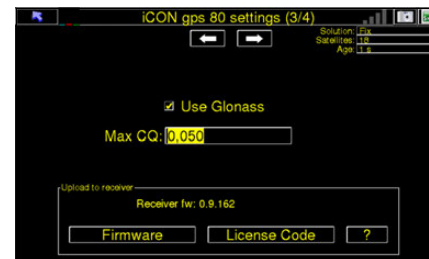 iCON gps 80 settings (3/4)
Solution: Fix
Satellites: 18
Age: 1 s
Use Glonass
Max CQ: 0,050
Upload to receiver
Receiver fw: 0.9.162
Firmware
License Code
?